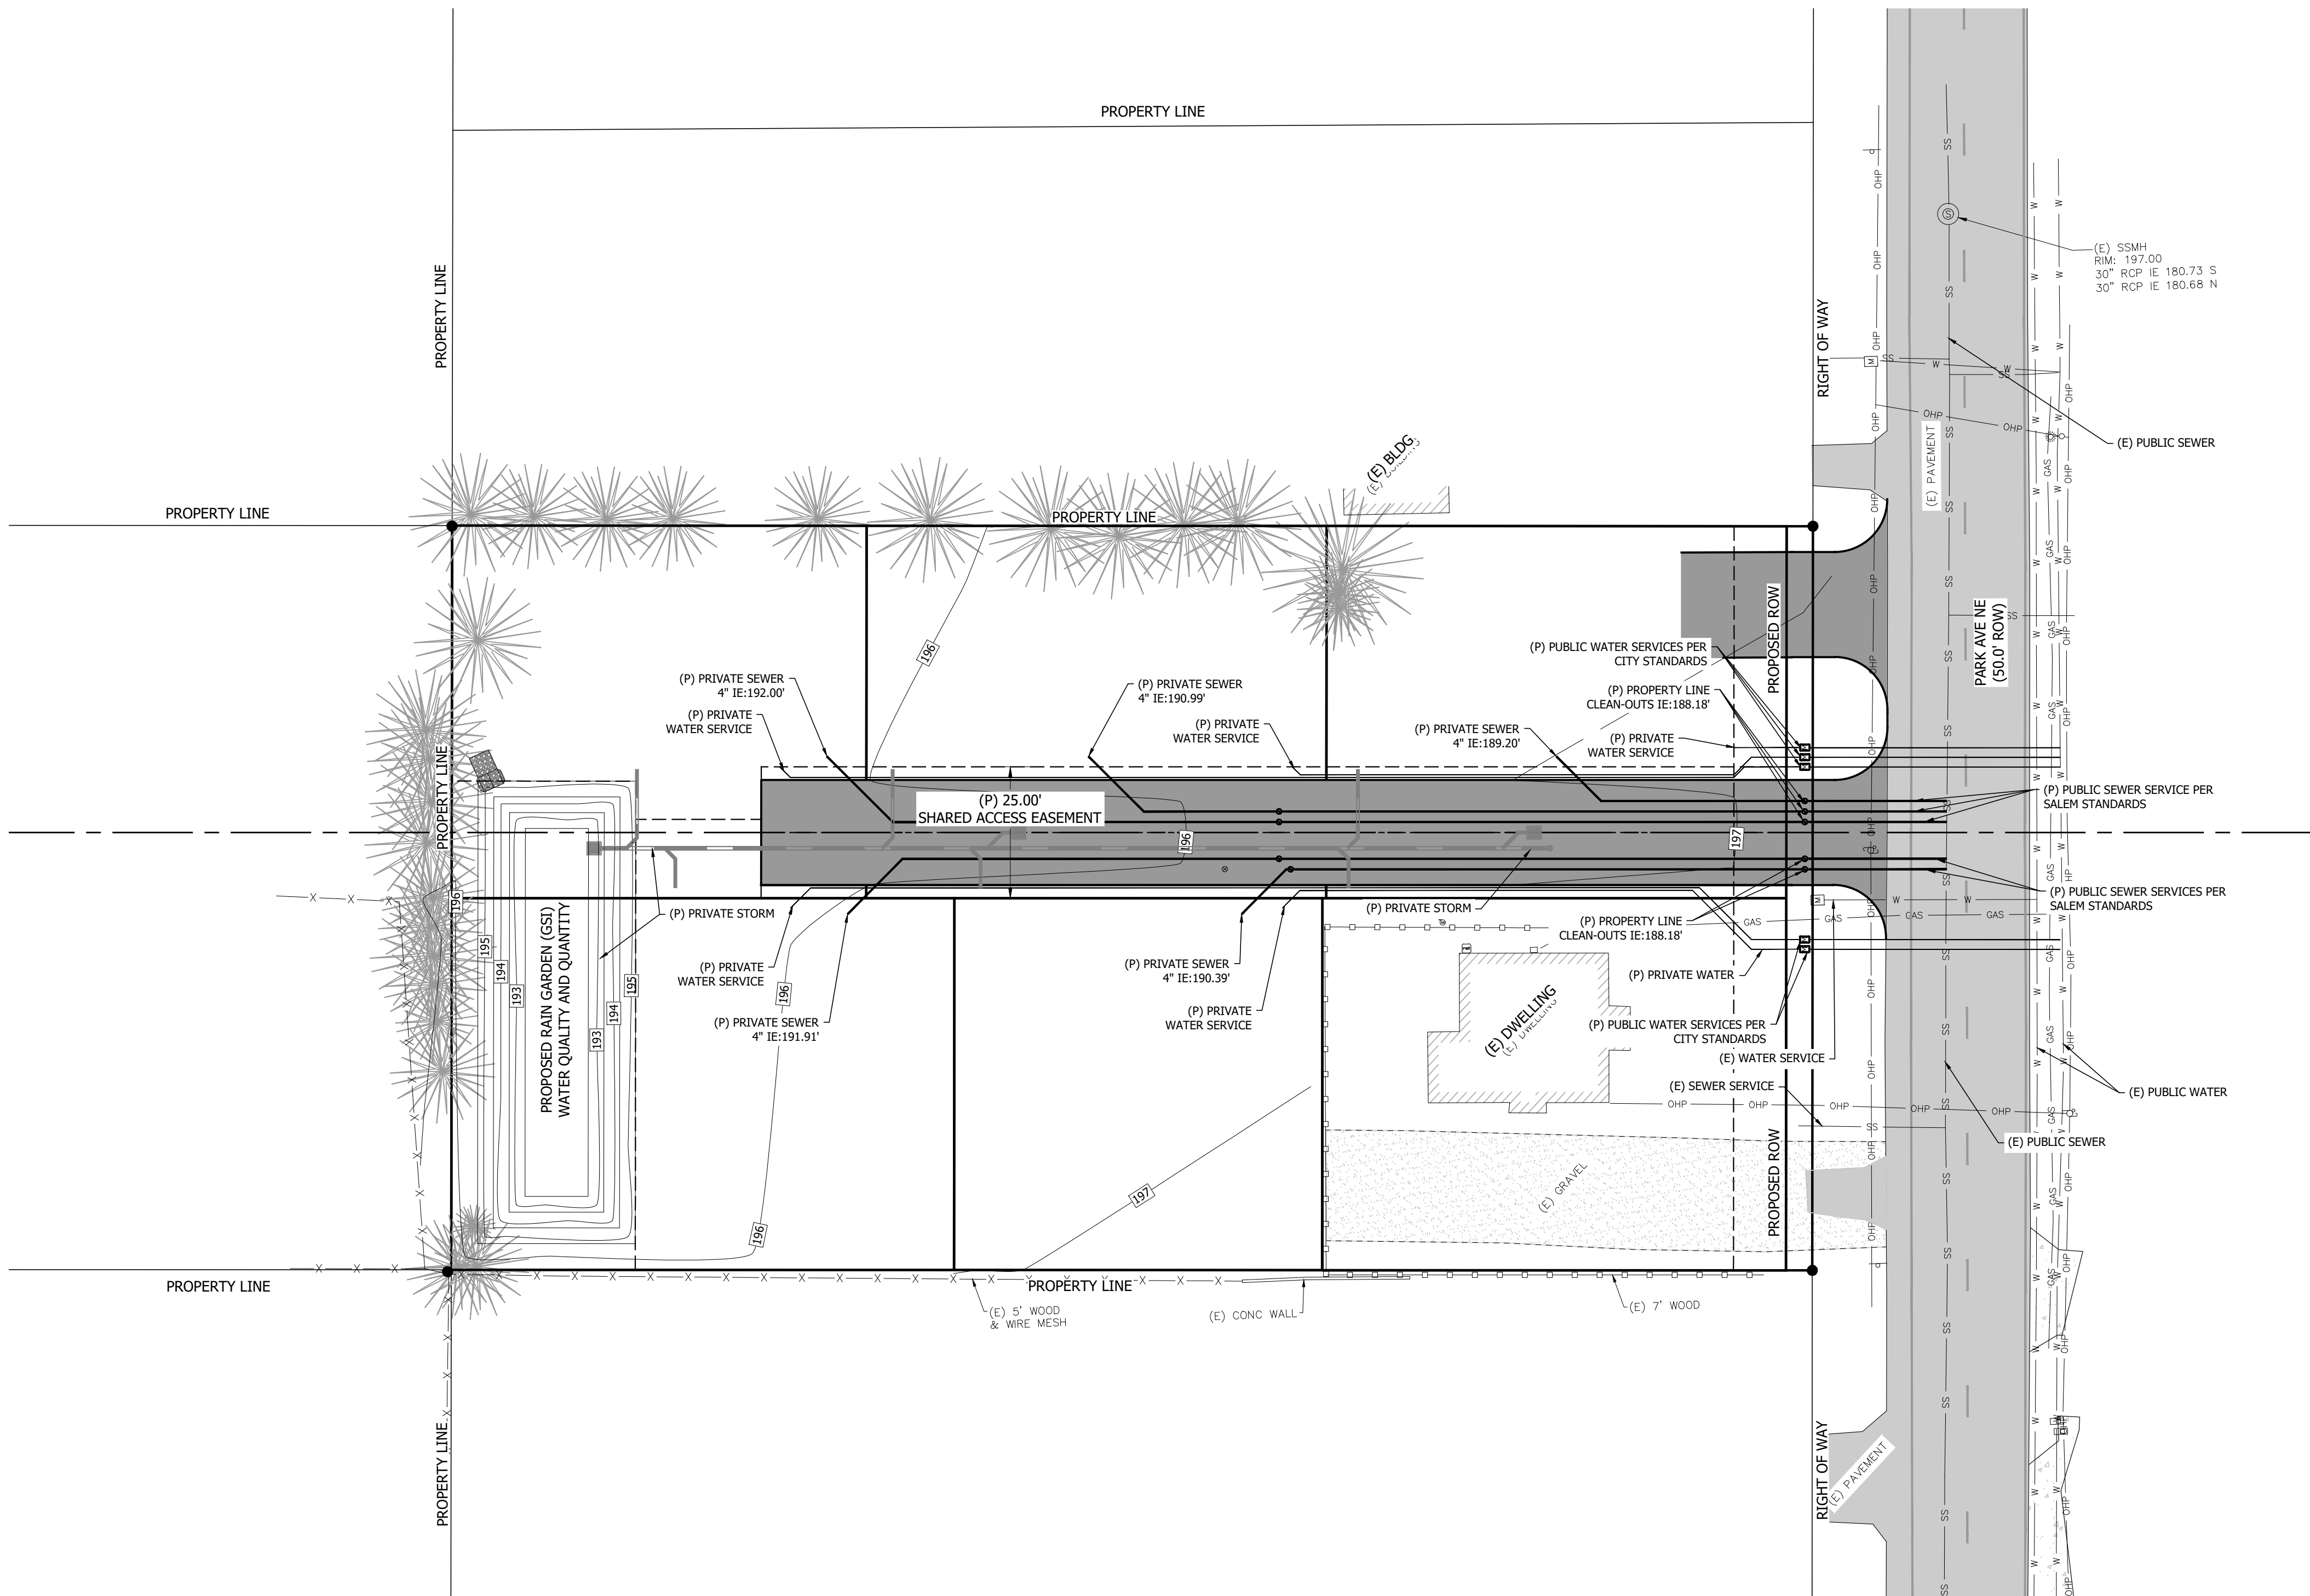 PROPERTY LINE
PROPERTY LINE
RIGHT OF WAY
(E) SSMH
RIM: 197.00
30" RCP IE 180.73 S
30" RCP IE 180.68 N
(E) PUBLIC SEWER
(E) PAVEMENT
(E) BLDG.
PROPERTY LINE
PROPERTY LINE
PROPOSED ROW
PARK AVE NE
(50.0' ROW)
196
(P) PUBLIC WATER SERVICES PER
CITY STANDARDS
(P) PRIVATE SEWER
4" IE:192.00'
(P) PRIVATE SEWER
4" IE:190.99'
(P) PROPERTY LINE
CLEAN-OUTS IE:188.18'
(P) PRIVATE
WATER SERVICE
(P) PRIVATE
WATER SERVICE
(P) PRIVATE SEWER
4" IE:189.20'
(P) PRIVATE
WATER SERVICE
PROPERTY LINE
(P) 25.00'
SHARED ACCESS EASEMENT
(P) PUBLIC SEWER SERVICE PER
SALEM STANDARDS
196
197
196
(P) PUBLIC SEWER SERVICES PER
SALEM STANDARDS
(P) PRIVATE STORM
(P) PRIVATE STORM
(P) PROPERTY LINE
CLEAN-OUTS IE:188.18'
195
194
193
PROPOSED RAIN GARDEN (GSI)
WATER QUALITY AND QUANTITY
193
194
195
(P) PRIVATE
WATER SERVICE
196
(P) PRIVATE SEWER
4" IE:190.39'
(P) PRIVATE WATER
(P) PRIVATE SEWER
4" IE:191.91'
(P) PRIVATE
WATER SERVICE
(E) DWELLING
(P) PUBLIC WATER SERVICES PER
CITY STANDARDS
(E) WATER SERVICE
(E) SEWER SERVICE
(E) PUBLIC WATER
(E) PUBLIC SEWER
PROPOSED ROW
(E) GRAVEL
197
196
PROPERTY LINE
PROPERTY LINE
(E) 5' WOOD
& WIRE MESH
(E) CONC WALL
(E) 7' WOOD
PROPERTY LINE
RIGHT OF WAY
(E) PAVEMENT